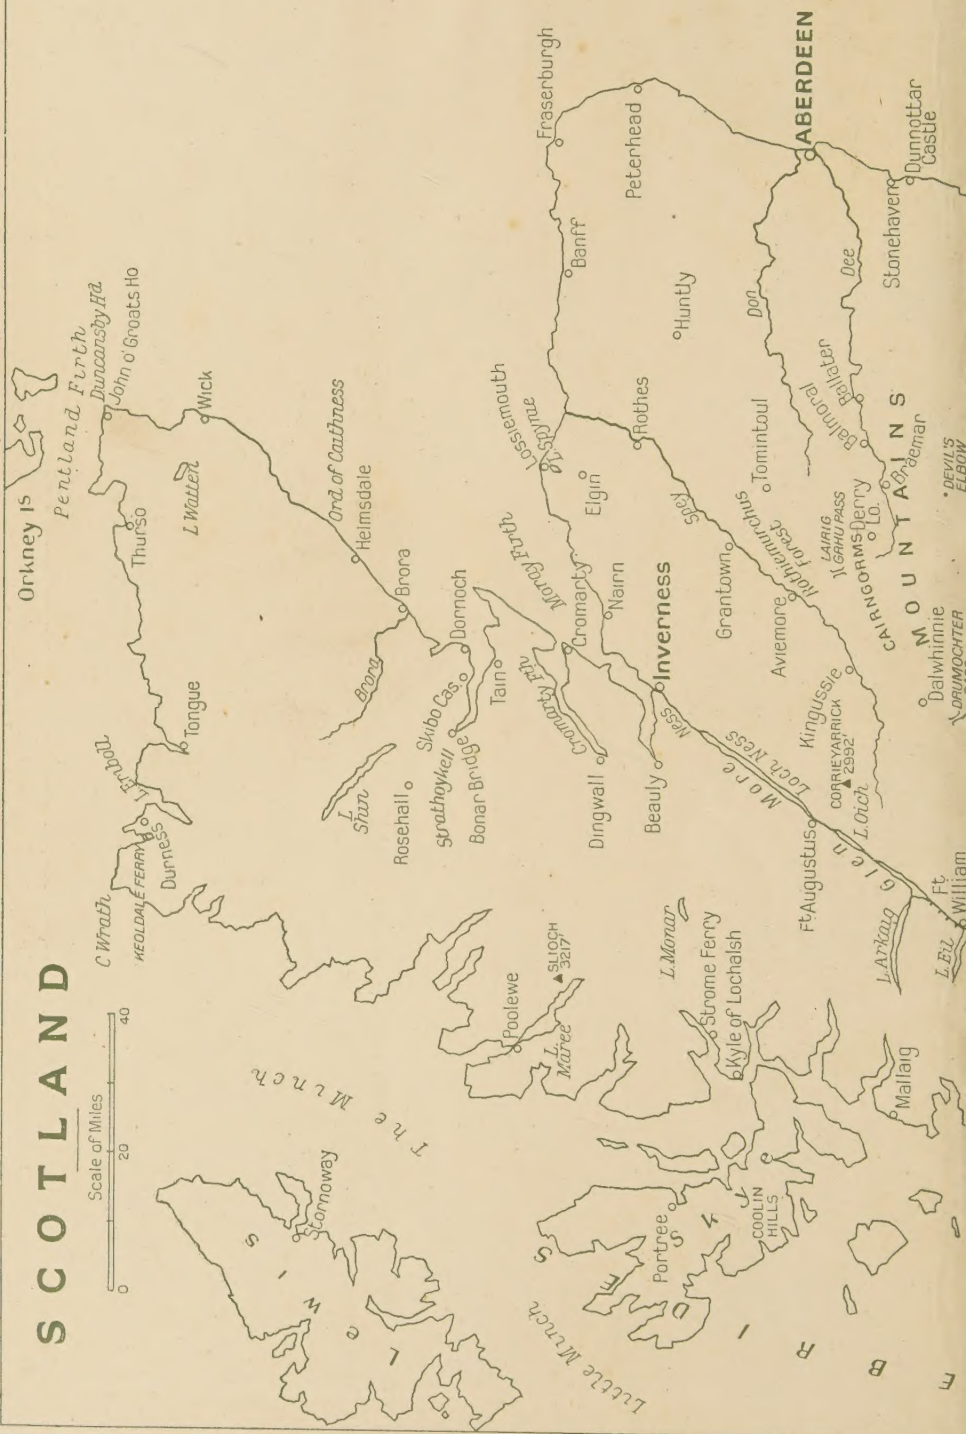 SCOTLAND
Scale of Miles
0 20 40
Orkney Is
Pentland Firth
Duncansby Hd.
John o' Groats Ho
C Wrath
KEOLDALE FERRY
Durness
L Erriboll
Tongue
Thurso
L Watten
Wick
Ord of Caithness
Helmsdale
Brora
Brora
L
Shin
Rosehall
Strathoykell
Bonar Bridge
Skibo Cas.
Dornoch
Tain
Cromarty Fth
Cromarty
Moray Firth
Dingwall
Beauly
Inverness
Ness
Nairn
Lossiemouth
L. Spynie
Elgin
Rothes
Banff
Fraserburgh
Peterhead
Huntly
ABERDEEN
Don
Dee
Stonehaven
Dunnottar
Castle
Ballater
Balmoral
Braemar
DEVIL'S
ELBOW
Tomintoul
Spey
Grantown
Rothiemurchus
Forest
Aviemore
LAIRIG
GRHU PASS
Derry
Lo.
CAIRNGORMS
MOUNTAINS
Kingussie
Dalwhinnie
DRUMOCHTER
CORRIEYARRICK
2992'
Loch Ness
Glen More
Ft. Augustus
L. Oich
L. Arkaig
L. Eil
Ft
William
Mallaig
L. Monar
Strome Ferry
Kyle of Lochalsh
SLIOCH
3217'
Poolewe
L.
Maree
The Minch
Little Minch
Lewis
Stornoway
Skye
Portree
COOLIN
HILLS
EBRIDES